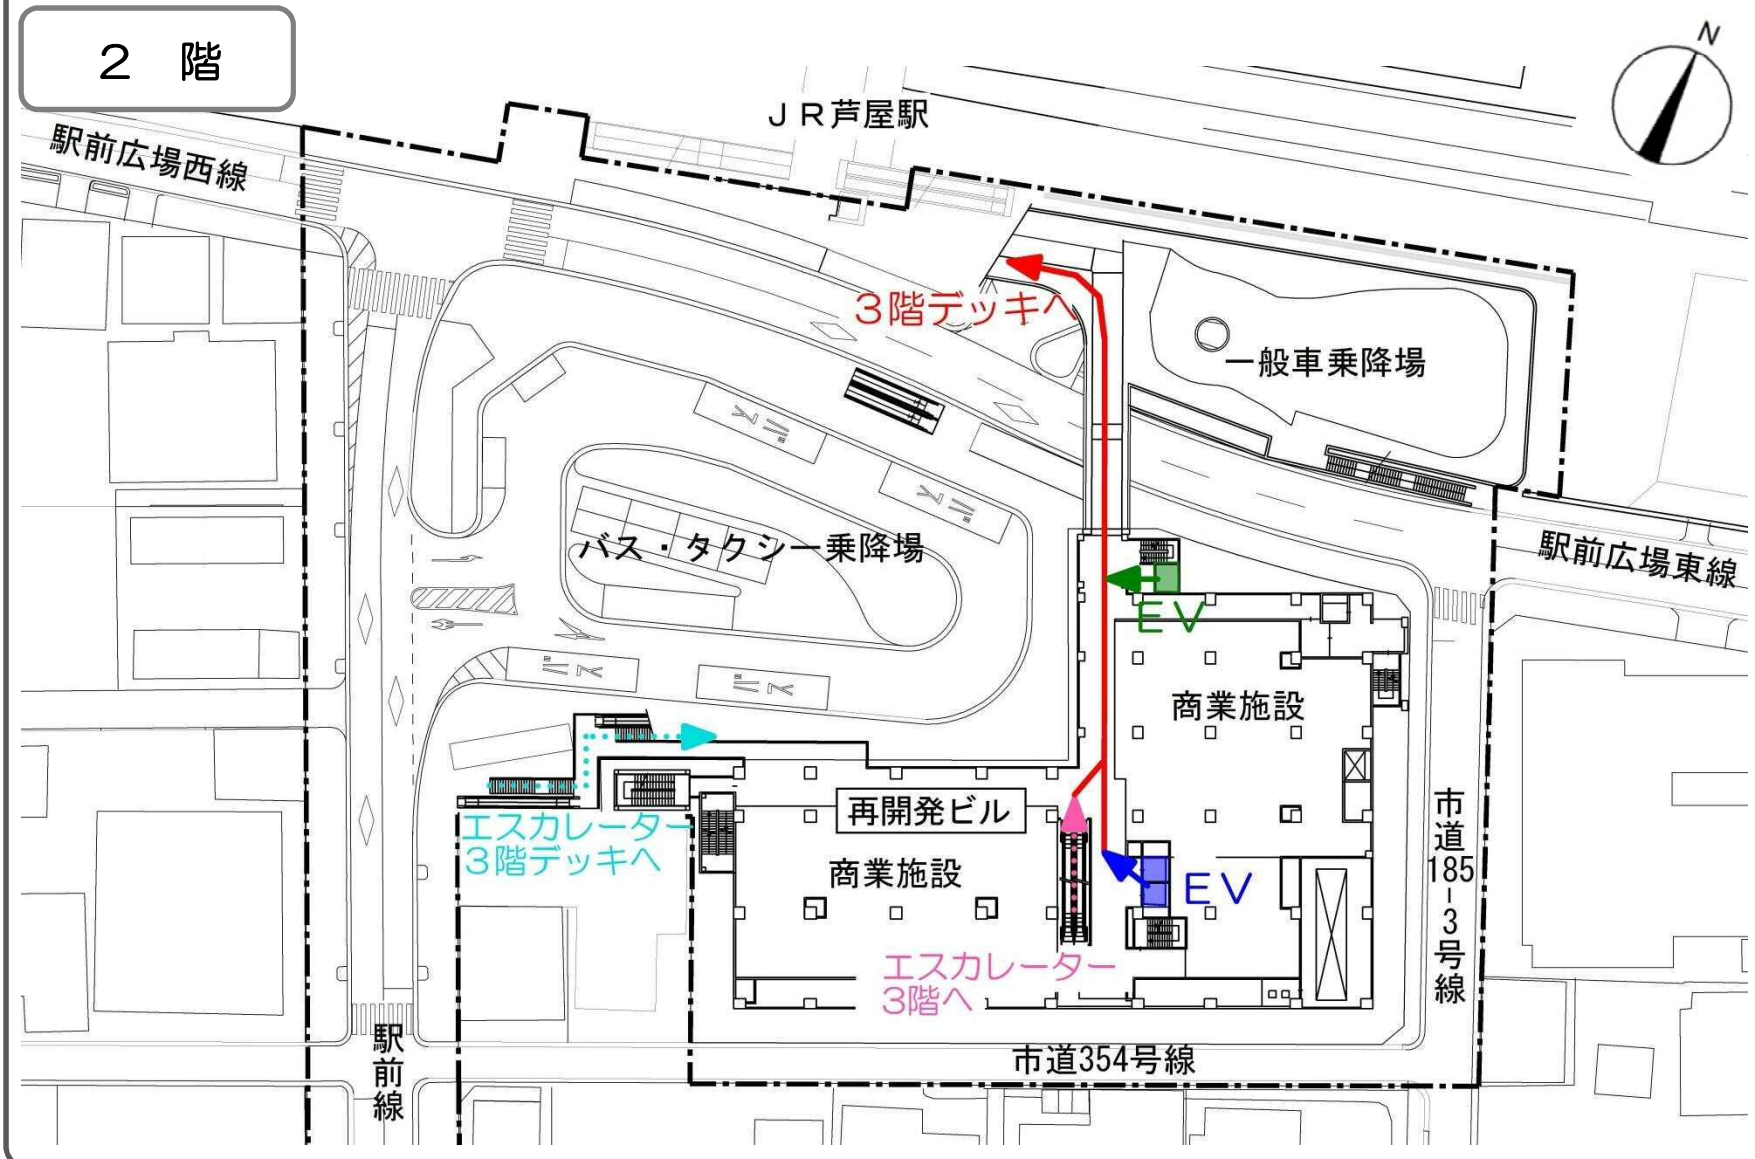 2 階
N
JR芦屋駅
駅前広場西線
3階デッキへ
一般車乗降場
バス・タクシー乗降場
駅前広場東線
EV
商業施設
再開発ビル
エスカレーター
3階デッキへ
商業施設
EV
市道185-3号線
エスカレーター
3階へ
駅前線
市道354号線